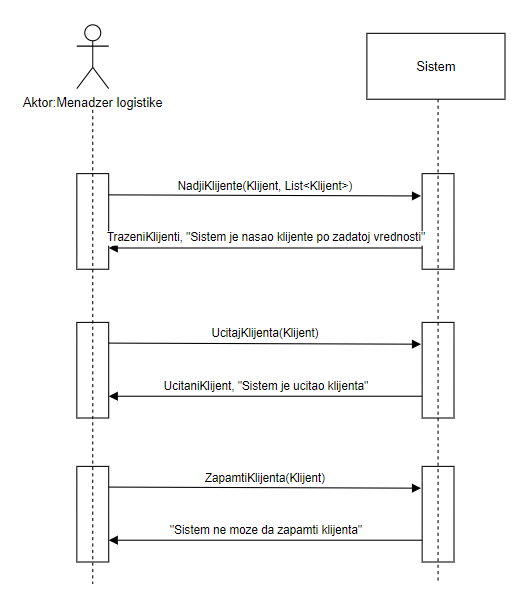 Sistem
Aktor:Menadzer logistike
NadjiKlijente(Klijent, List<Klijent>)
TrazeniKlijenti, "Sistem je nasao klijente po zadatoj vrednosti"
UcitajKlijenta(Klijent)
UcitaniKlijent, "Sistem je ucitao klijenta"
ZapamtiKlijenta(Klijent)
"Sistem ne moze da zapamti klijenta"